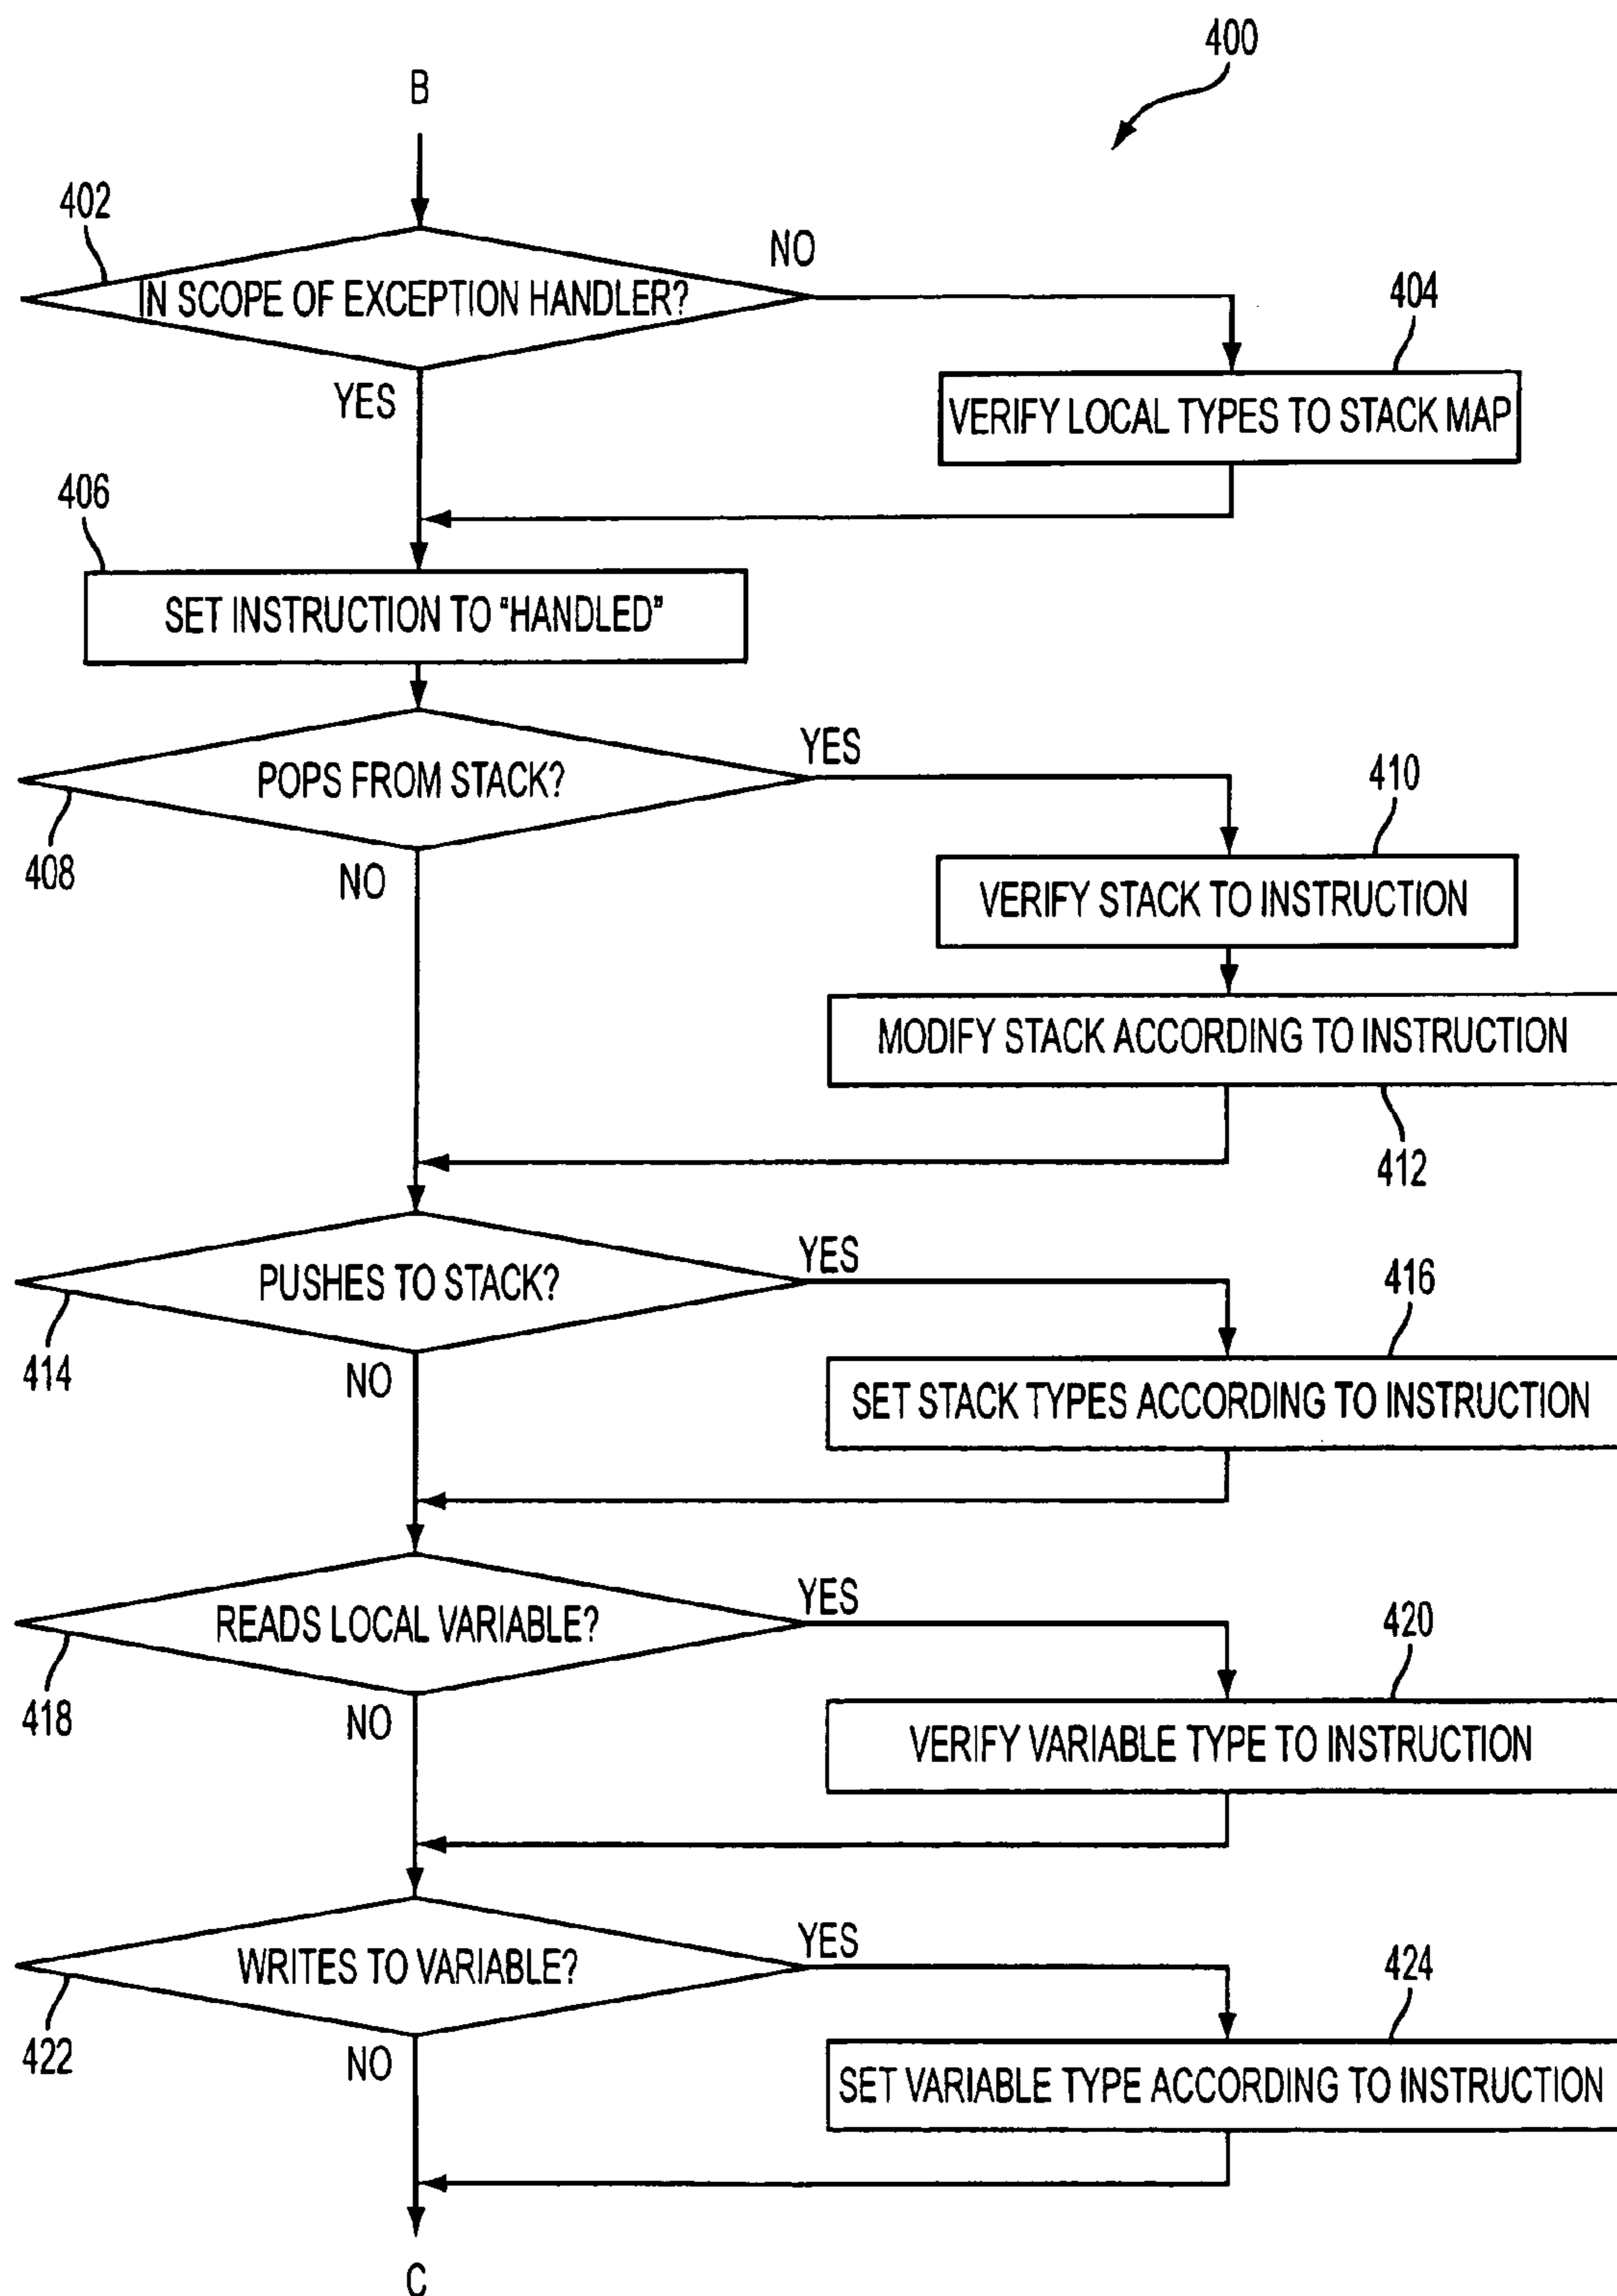 400
B
402
IN SCOPE OF EXCEPTION HANDLER?
NO
YES
404
VERIFY LOCAL TYPES TO STACK MAP
406
SET INSTRUCTION TO "HANDLED"
POPS FROM STACK?
YES
408
NO
410
VERIFY STACK TO INSTRUCTION
MODIFY STACK ACCORDING TO INSTRUCTION
412
PUSHES TO STACK?
YES
414
NO
416
SET STACK TYPES ACCORDING TO INSTRUCTION
READS LOCAL VARIABLE?
YES
418
NO
420
VERIFY VARIABLE TYPE TO INSTRUCTION
WRITES TO VARIABLE?
YES
422
NO
424
SET VARIABLE TYPE ACCORDING TO INSTRUCTION
C